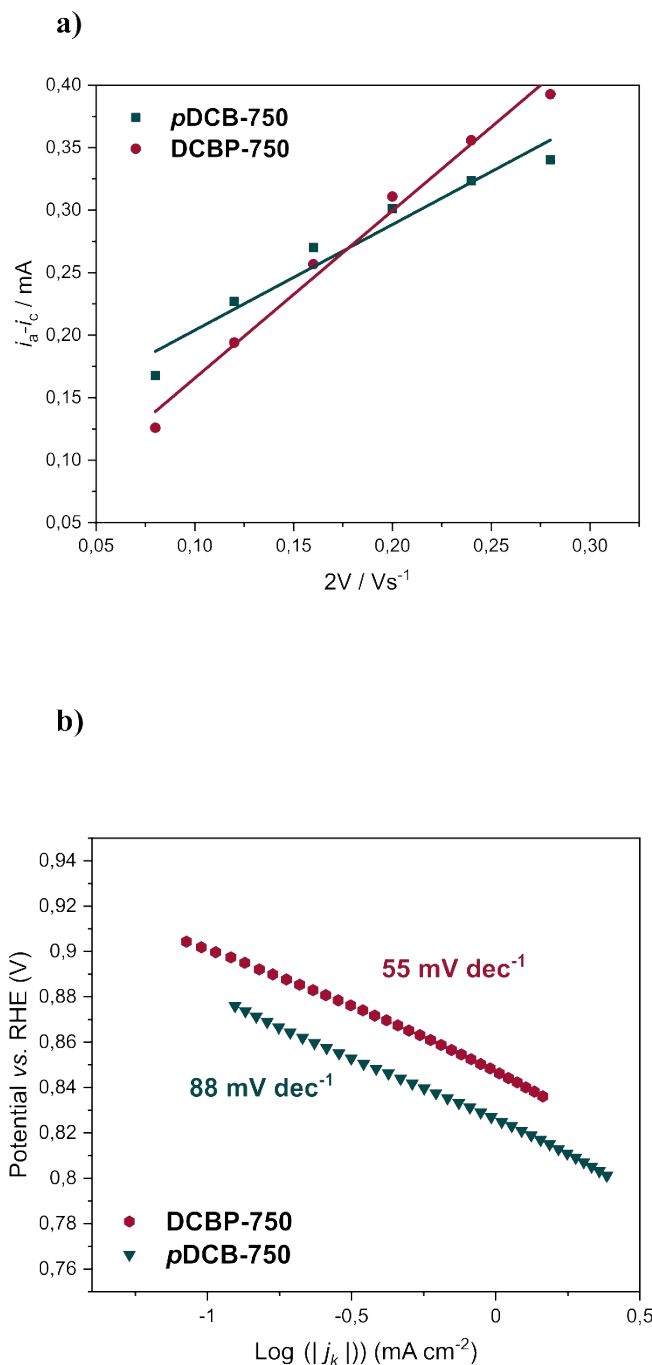 a)
0,40
pDCB-750
DCBP-750
0,35
0,30
0,25
0,20
0,15
0,10
0,05
ia-ic / mA
0,05 0,10 0,15 0,20 0,25 0,30
2V / Vs-1
b)
0,94
0,92
0,9
55 mV dec-1
0,88
0,86
0,84
88 mV dec-1
0,82
0,8
0,78
DCBP-750
pDCB-750
0,76
Potential vs. RHE (V)
-1 -0,5 0 0,5
Log (| jk |)) (mA cm-2)